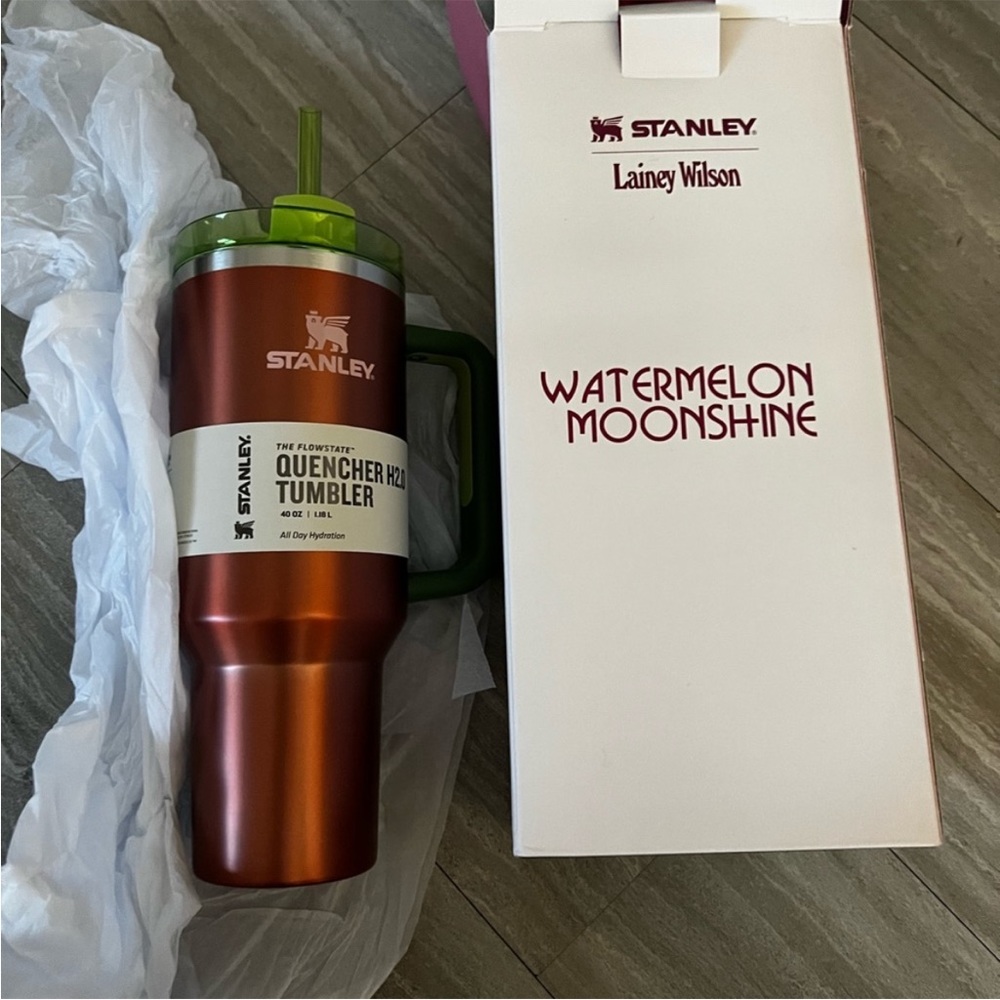 STANLEY®
Lainey Wilson
WATERMELON
MOONSHINE
STANLEY®
STANLEY®
THE FLOWSTATE™
QUENCHER H2.0
TUMBLER
40 OZ | 1.18 L
All Day Hydration